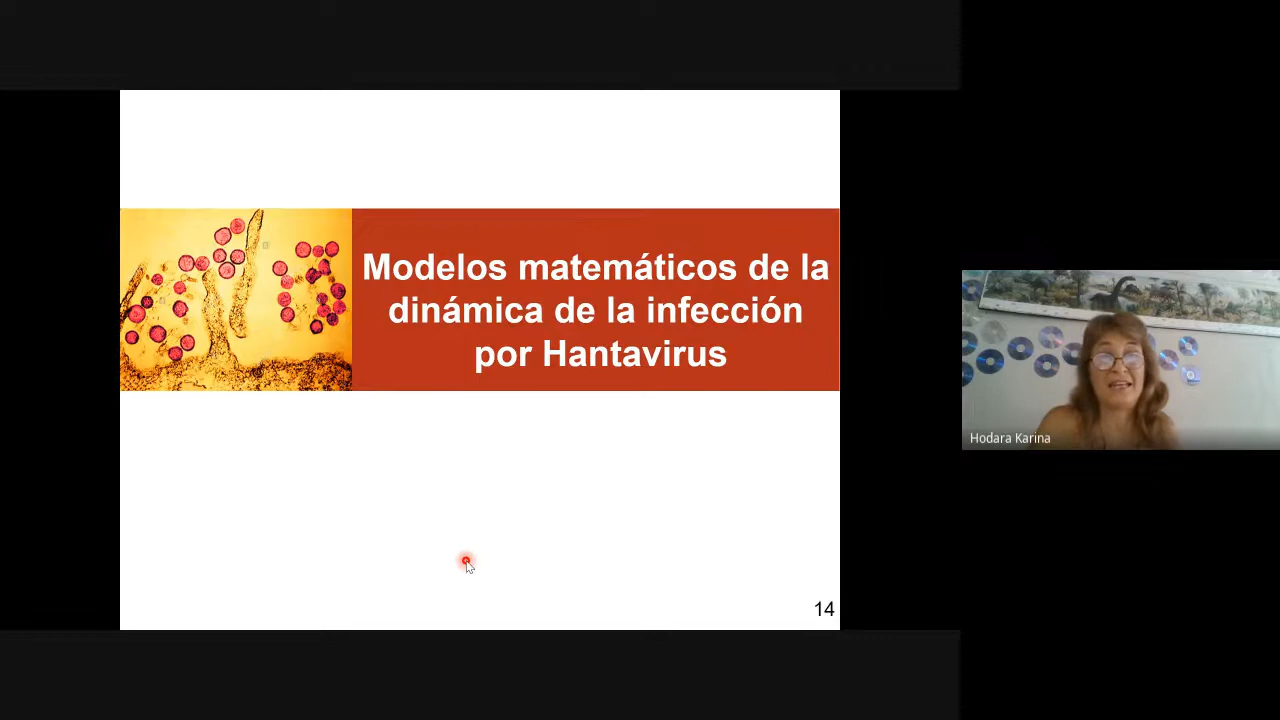 Modelos matemáticos de la
dinámica de la infección
por Hantavirus
14
Hodara Karina